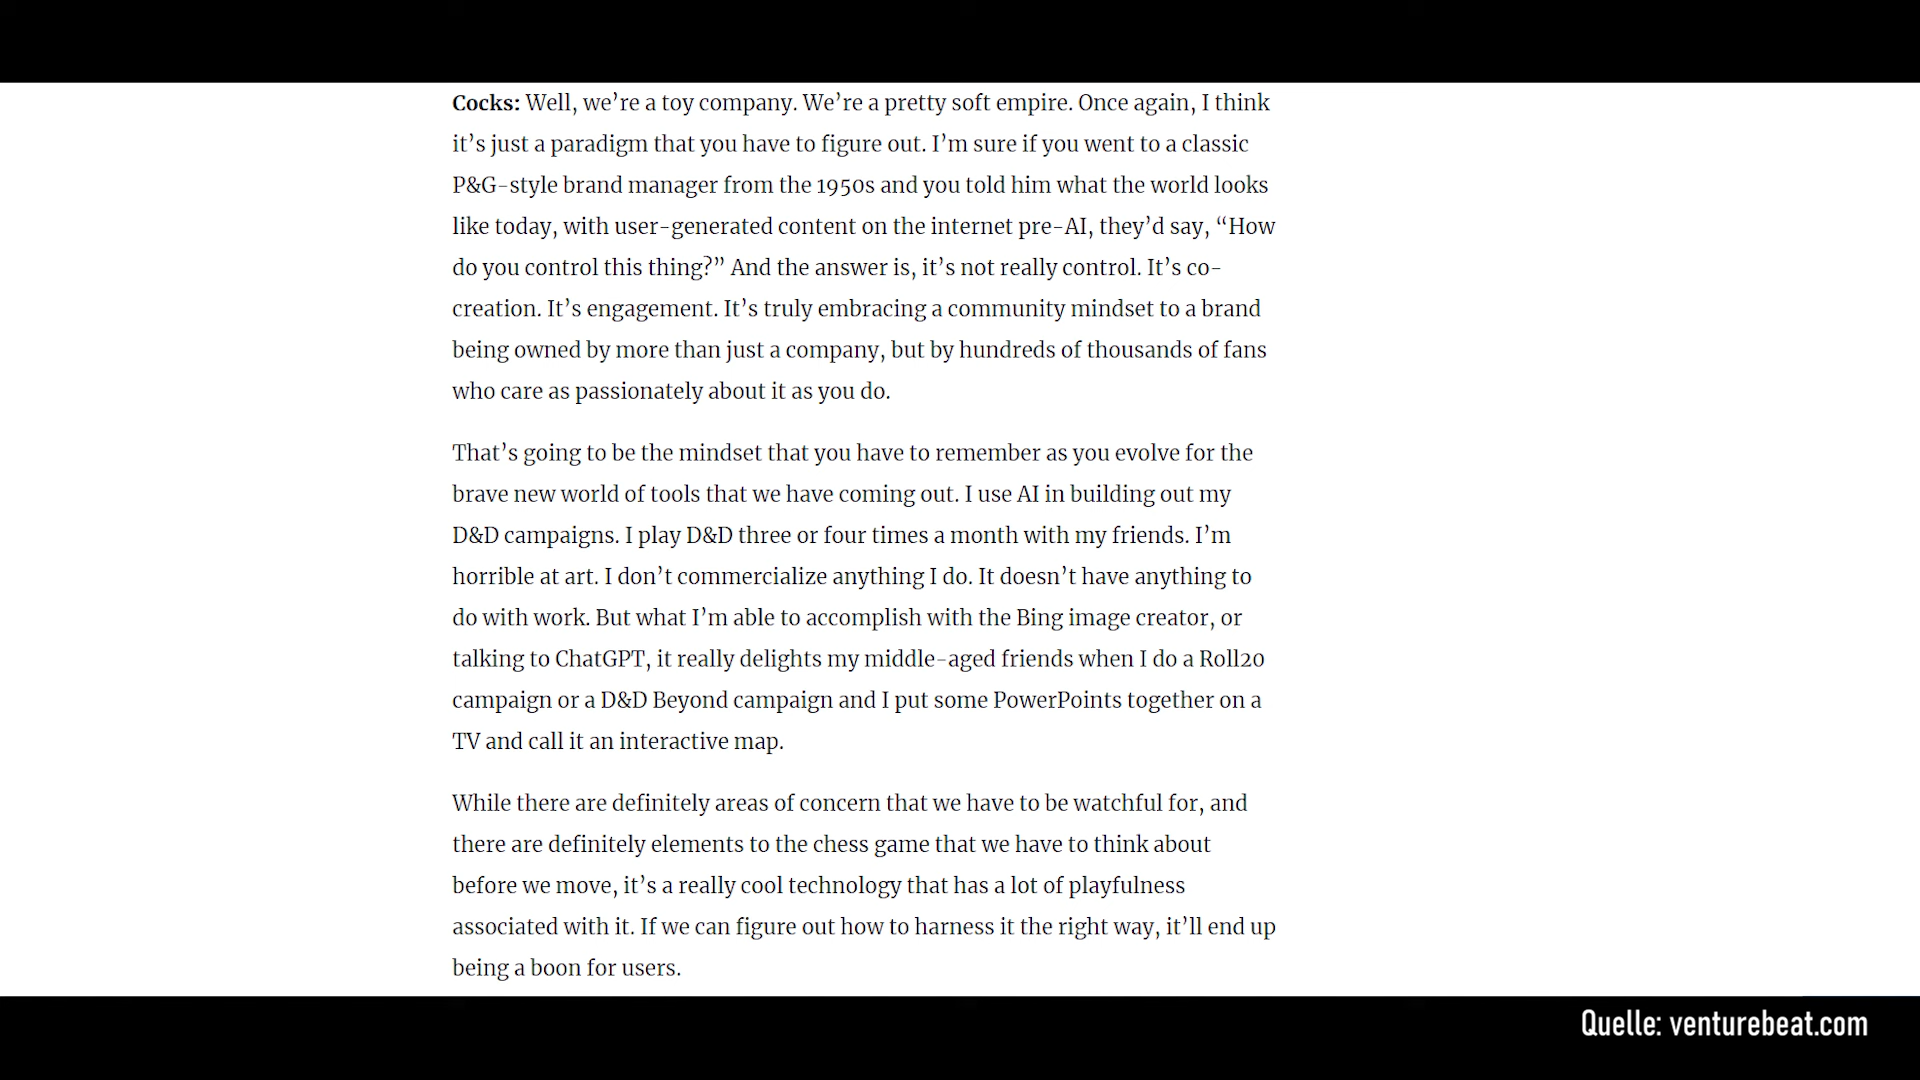 Cocks: Well, we’re a toy company. We’re a pretty soft empire. Once again, I think
it’s just a paradigm that you have to figure out. I’m sure if you went to a classic
P&G-style brand manager from the 1950s and you told him what the world looks
like today, with user-generated content on the internet pre-AI, they’d say, “How
do you control this thing?” And the answer is, it’s not really control. It’s co-
creation. It’s engagement. It’s truly embracing a community mindset to a brand
being owned by more than just a company, but by hundreds of thousands of fans
who care as passionately about it as you do.
That’s going to be the mindset that you have to remember as you evolve for the
brave new world of tools that we have coming out. I use AI in building out my
D&D campaigns. I play D&D three or four times a month with my friends. I’m
horrible at art. I don’t commercialize anything I do. It doesn’t have anything to
do with work. But what I’m able to accomplish with the Bing image creator, or
talking to ChatGPT, it really delights my middle-aged friends when I do a Roll20
campaign or a D&D Beyond campaign and I put some PowerPoints together on a
TV and call it an interactive map.
While there are definitely areas of concern that we have to be watchful for, and
there are definitely elements to the chess game that we have to think about
before we move, it’s a really cool technology that has a lot of playfulness
associated with it. If we can figure out how to harness it the right way, it’ll end up
being a boon for users.
Quelle: venturebeat.com